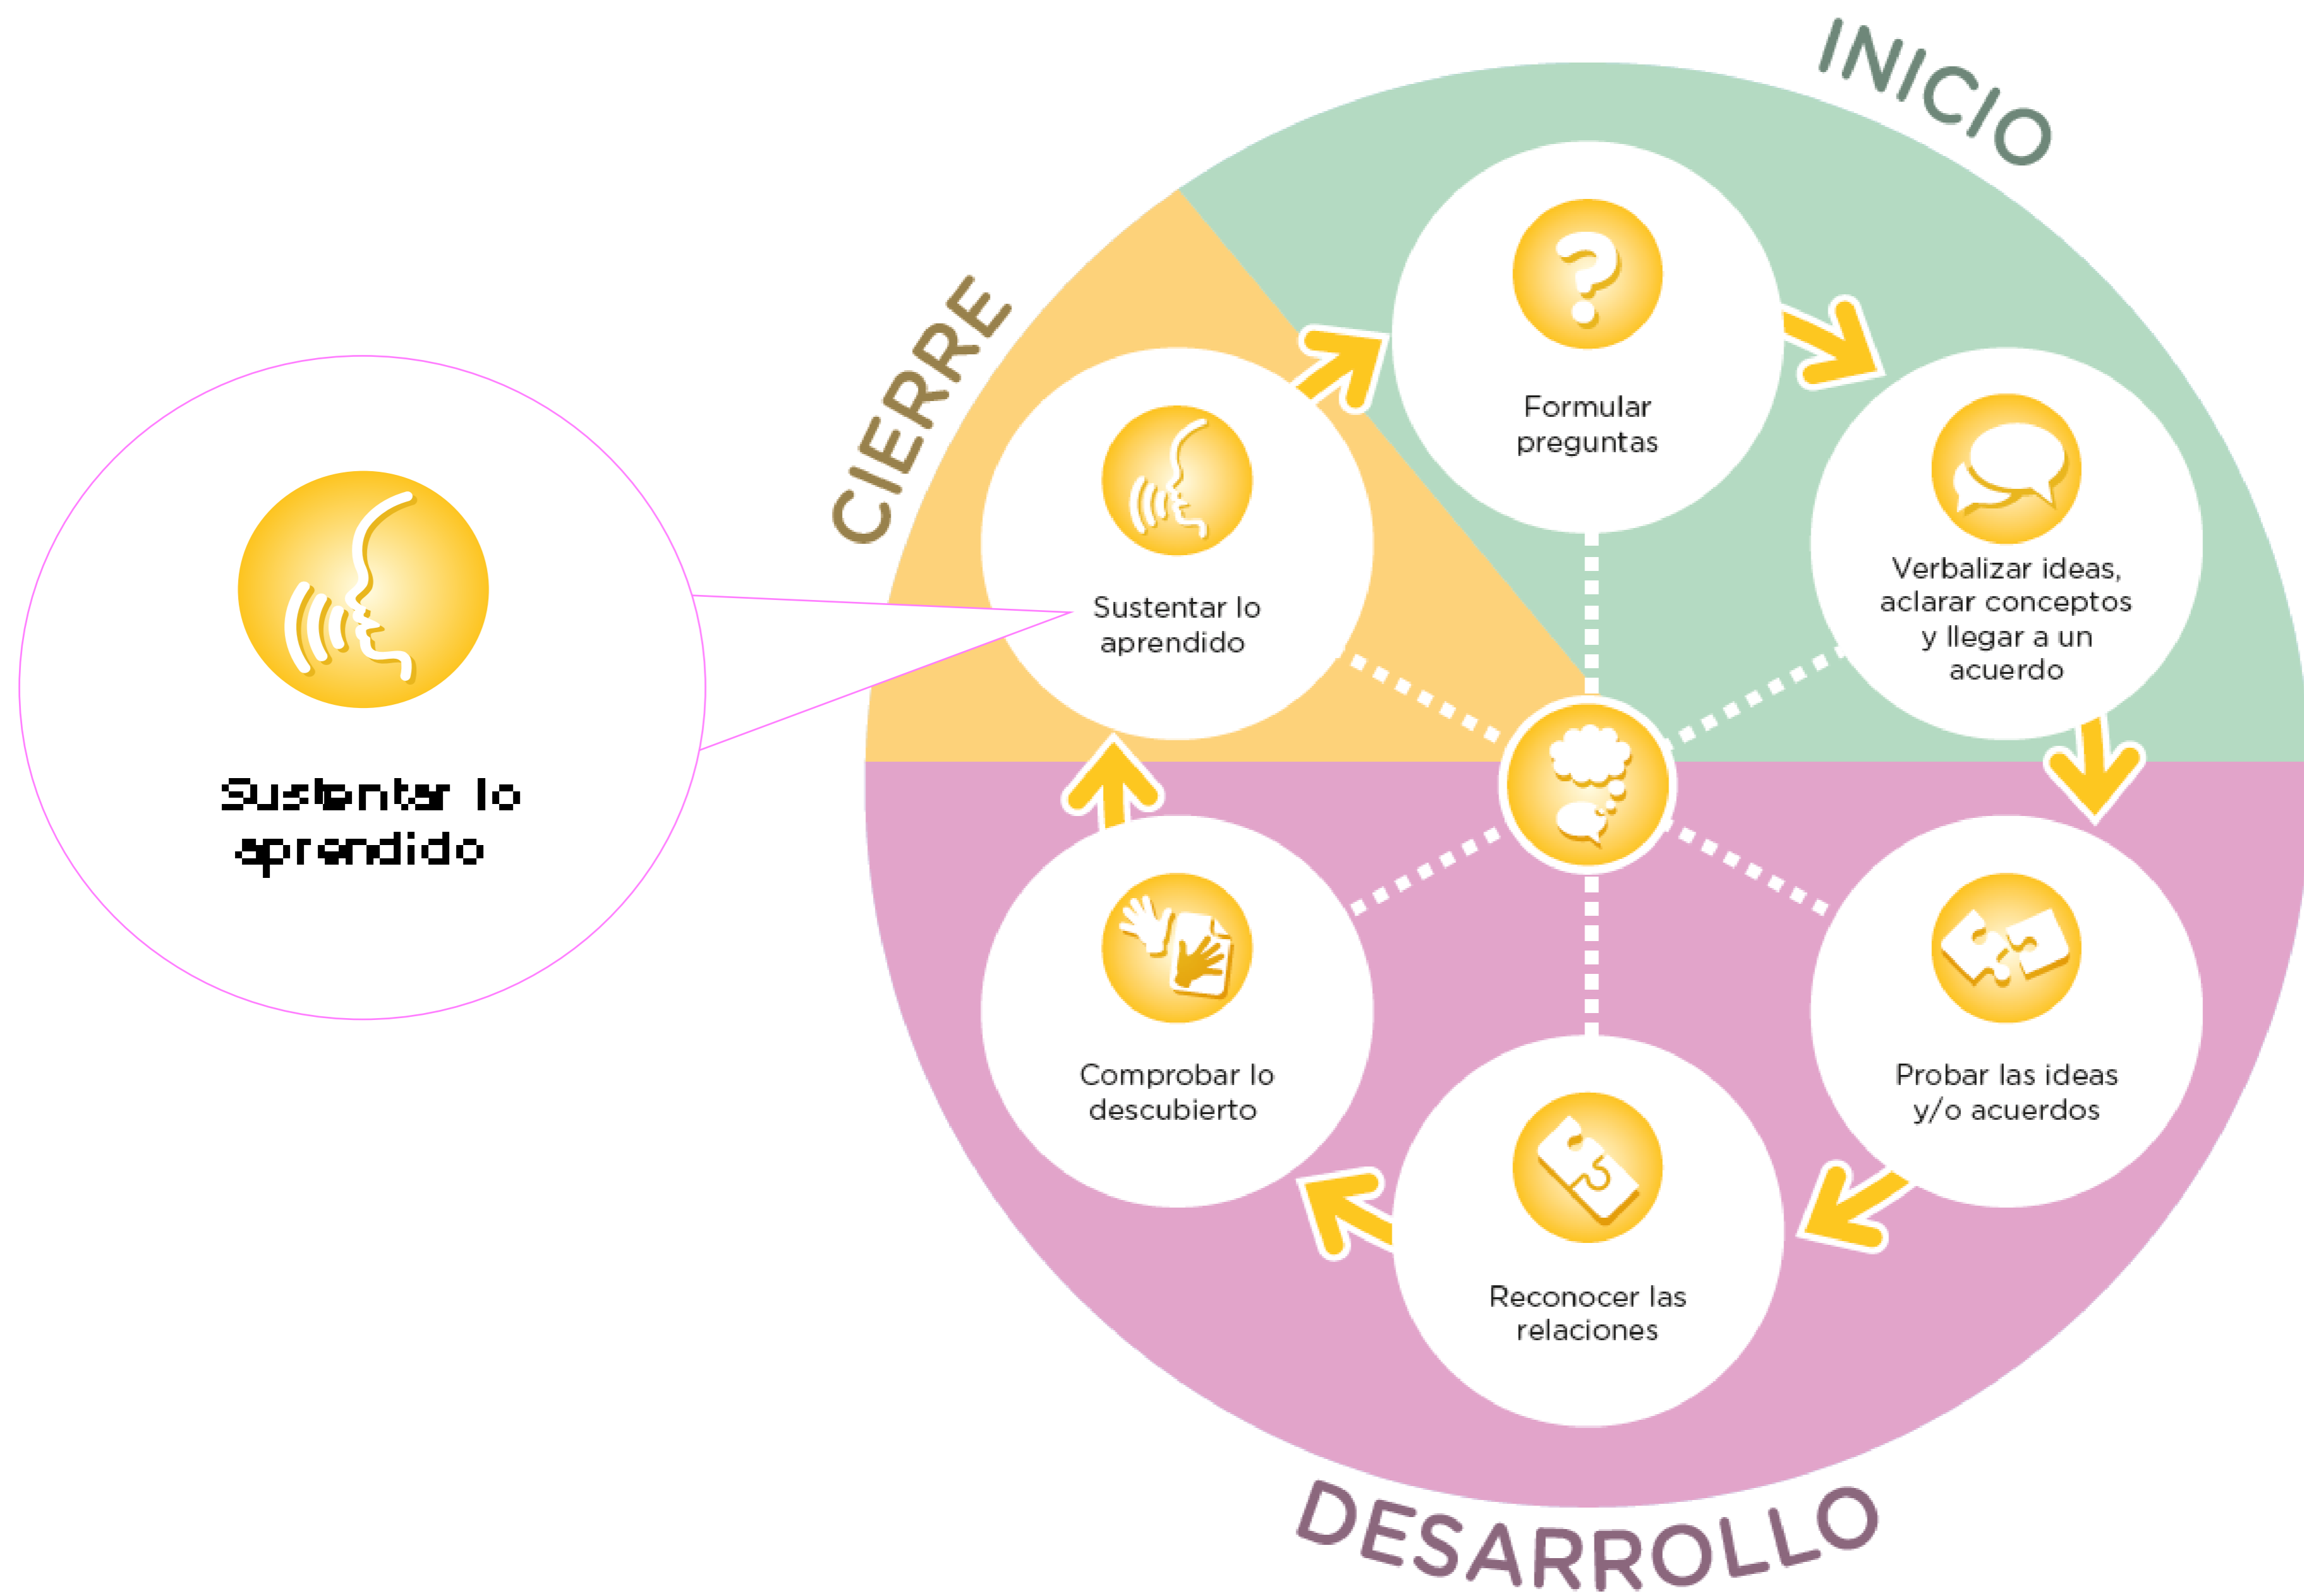 INICIO
Formular
preguntas
Verbalizar ideas,
aclarar conceptos
y llegar a un
acuerdo
CIERRE
Sustentar lo
aprendido
Sustentar lo
aprendido
Comprobar lo
descubierto
Probar las ideas
y/o acuerdos
Reconocer las
relaciones
DESARROLLO